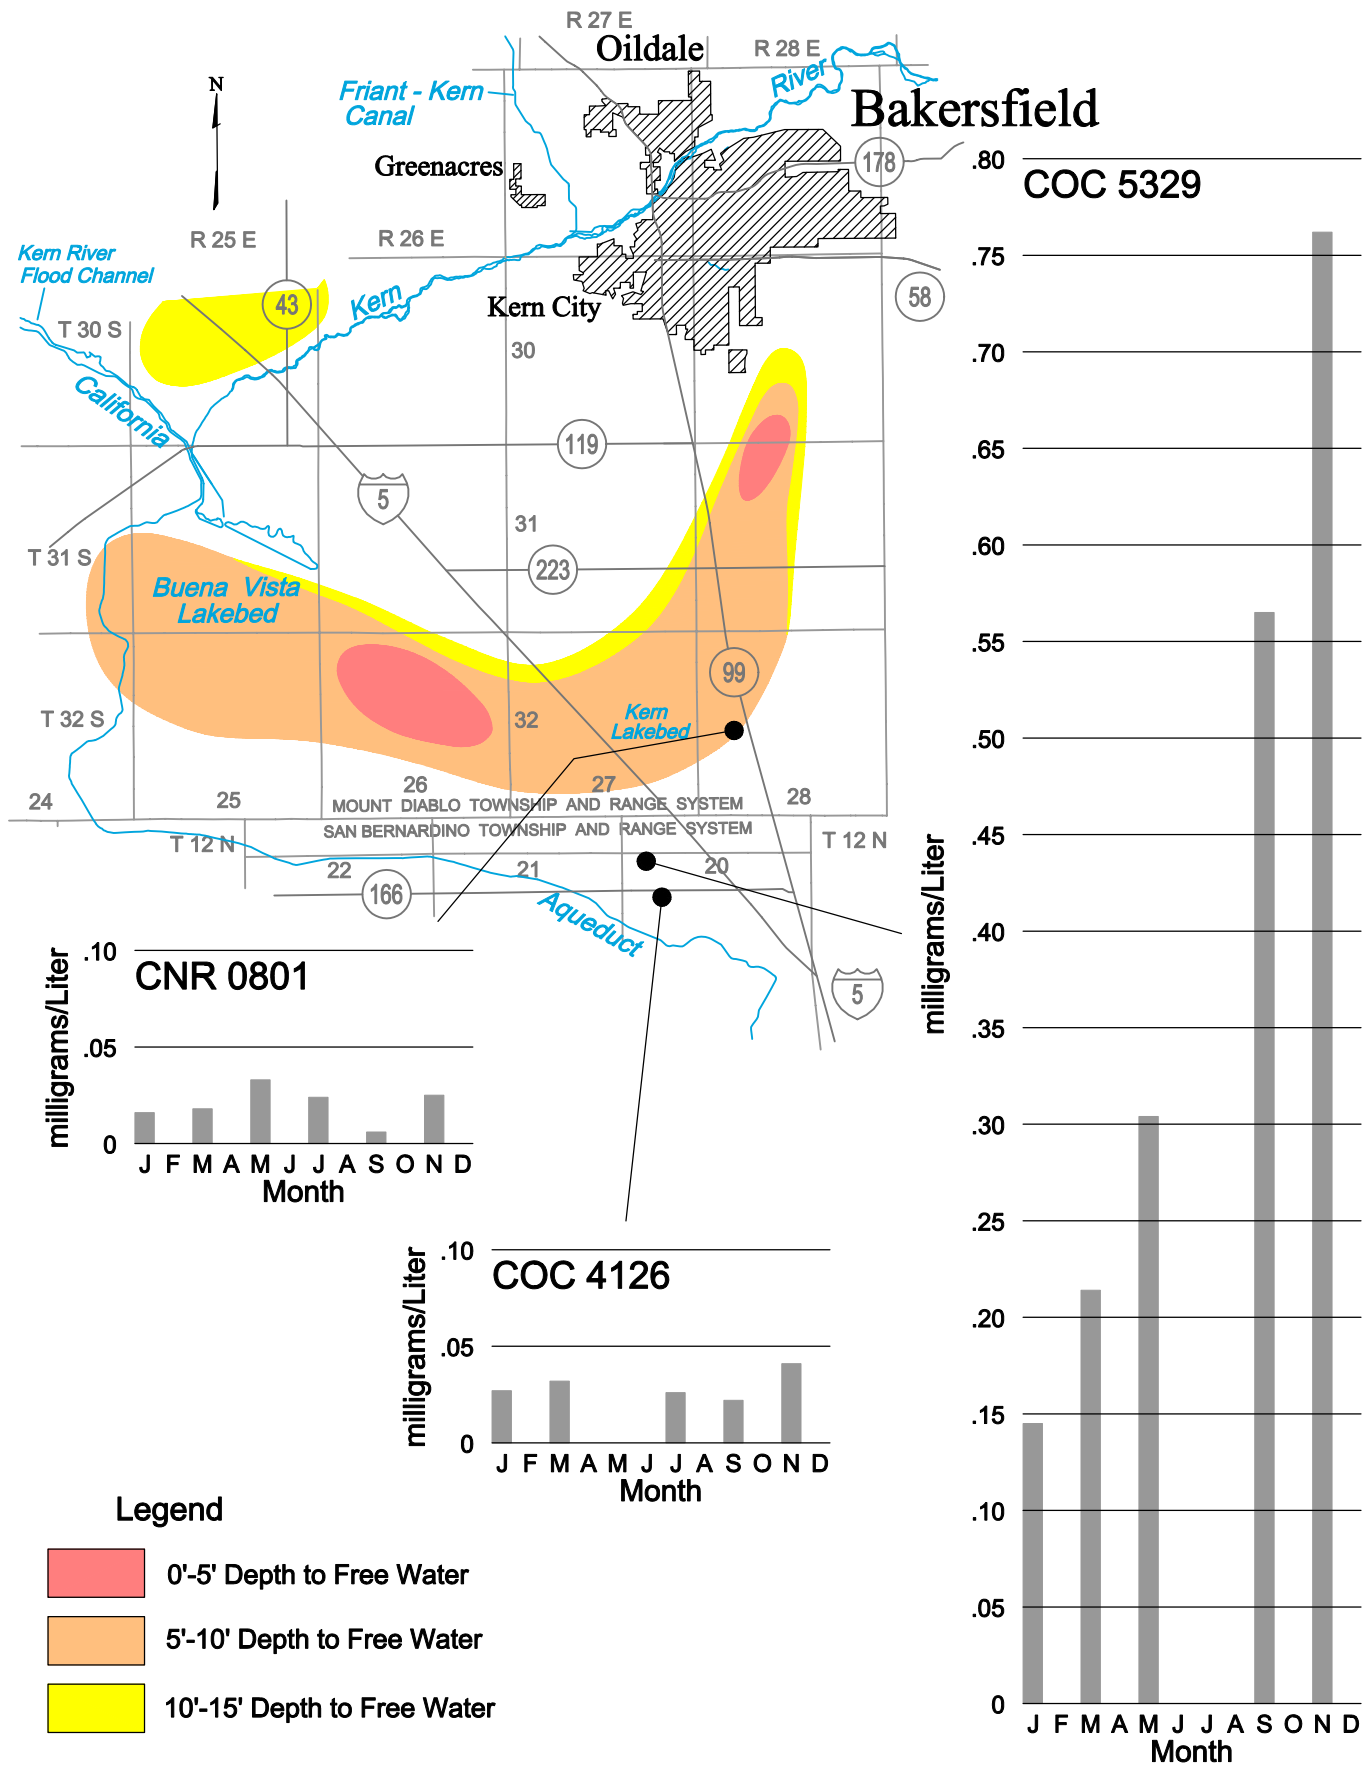 R 27 E
Oildale
R 28 E
River
Friant - Kern
Canal
Bakersfield
N
Greenacres
178
R 25 E
R 26 E
Kern River
Flood Channel
43
Kern
Kern City
58
T 30 S
30
California
119
5
31
T 31 S
223
Buena Vista
Lakebed
99
T 32 S
32
Kern
Lakebed
24
25
26
27
28
MOUNT DIABLO TOWNSHIP AND RANGE SYSTEM
SAN BERNARDINO TOWNSHIP AND RANGE SYSTEM
T 12 N
T 12 N
22
21
20
166
Aqueduct
5
CNR 0801
milligrams/Liter
.10
.05
0
J F M A M J J A S O N D
Month
COC 4126
milligrams/Liter
.10
.05
0
J F M A M J J A S O N D
Month
COC 5329
milligrams/Liter
.80
.75
.70
.65
.60
.55
.50
.45
.40
.35
.30
.25
.20
.15
.10
.05
0
J F M A M J J A S O N D
Month
Legend
0'-5' Depth to Free Water
5'-10' Depth to Free Water
10'-15' Depth to Free Water